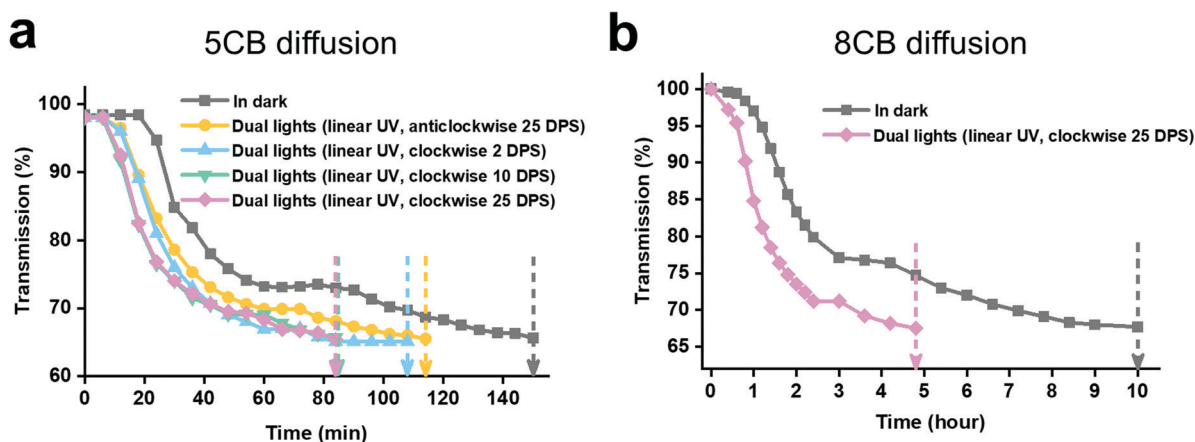 a
5CB diffusion
In dark
Dual lights (linear UV, anticlockwise 25 DPS)
Dual lights (linear UV, clockwise 2 DPS)
Dual lights (linear UV, clockwise 10 DPS)
Dual lights (linear UV, clockwise 25 DPS)
Transmission (%)
100
90
80
70
60
0 20 40 60 80 100 120 140
Time (min)
b
8CB diffusion
In dark
Dual lights (linear UV, clockwise 25 DPS)
Transmission (%)
100
95
90
85
80
75
70
65
0 1 2 3 4 5 6 7 8 9 10
Time (hour)